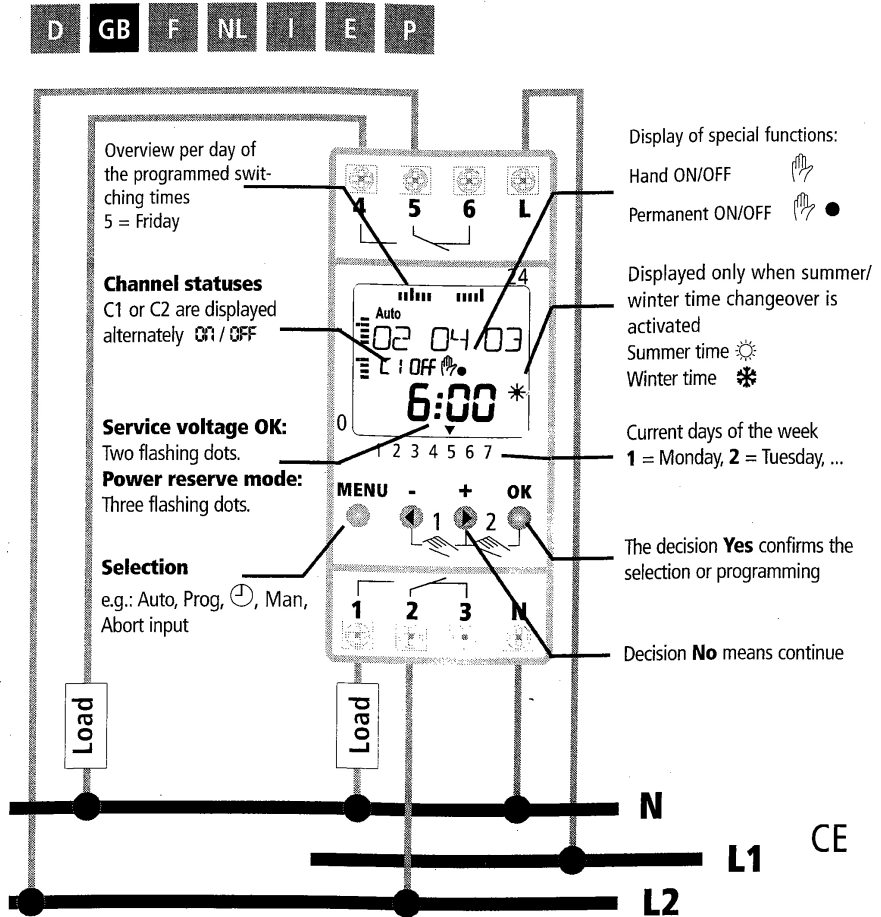 D GB F NL I E P
Overview per day of
the programmed swit-
ching times
5 = Friday
Channel statuses
C1 or C2 are displayed
alternately ON / OFF
Service voltage OK:
Two flashing dots.
Power reserve mode:
Three flashing dots.
Selection
e.g.: Auto, Prog, , Man,
Abort input
4 5 6 L
24
Auto
02 04/03
C1 OFF
6:00
0
1 2 3 4 5 6 7
MENU - + OK
1 2
1 2 3 N
Display of special functions:
Hand ON/OFF
Permanent ON/OFF
Displayed only when summer/
winter time changeover is
activated
Summer time
Winter time
Current days of the week
1 = Monday, 2 = Tuesday, ...
The decision Yes confirms the
selection or programming
Decision No means continue
Load
Load
N
L1
CE
L2